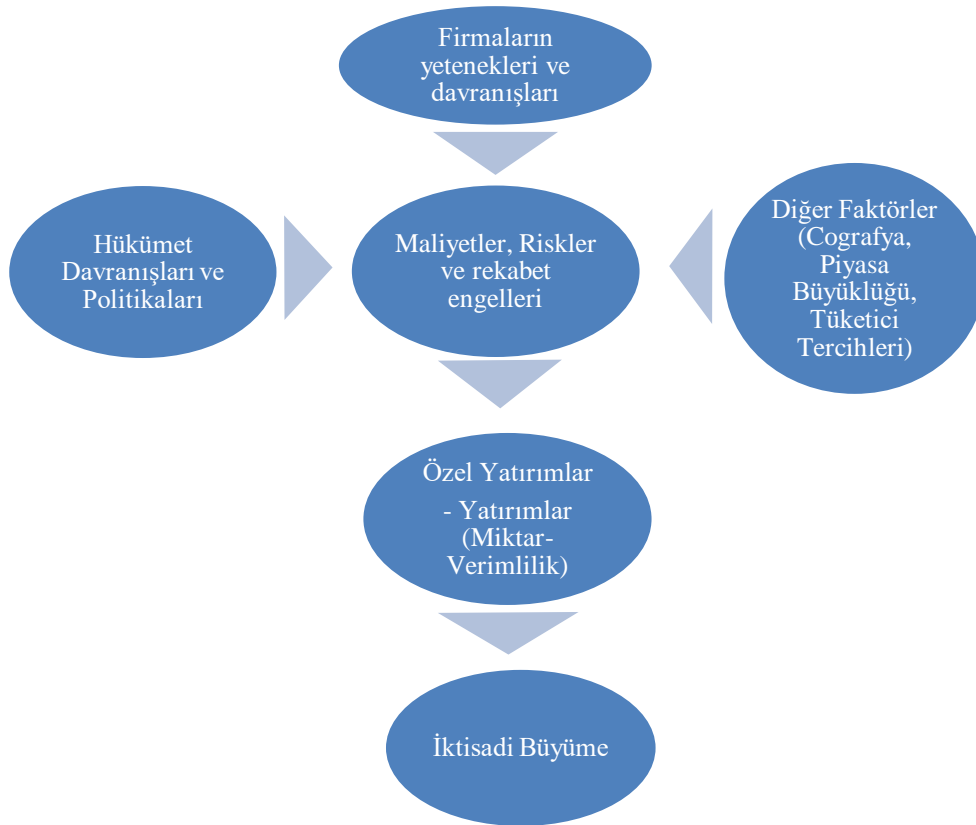 Firmaların
yetenekleri ve
davranışları
Hükümet
Davranışları ve
Politikaları
Maliyetler, Riskler
ve rekabet
engelleri
Diğer Faktörler
(Cografya,
Piyasa
Büyüklüğü,
Tüketici
Tercihleri)
Özel Yatırımlar
- Yatırımlar
(Miktar-
Verimlilik)
İktisadi Büyüme